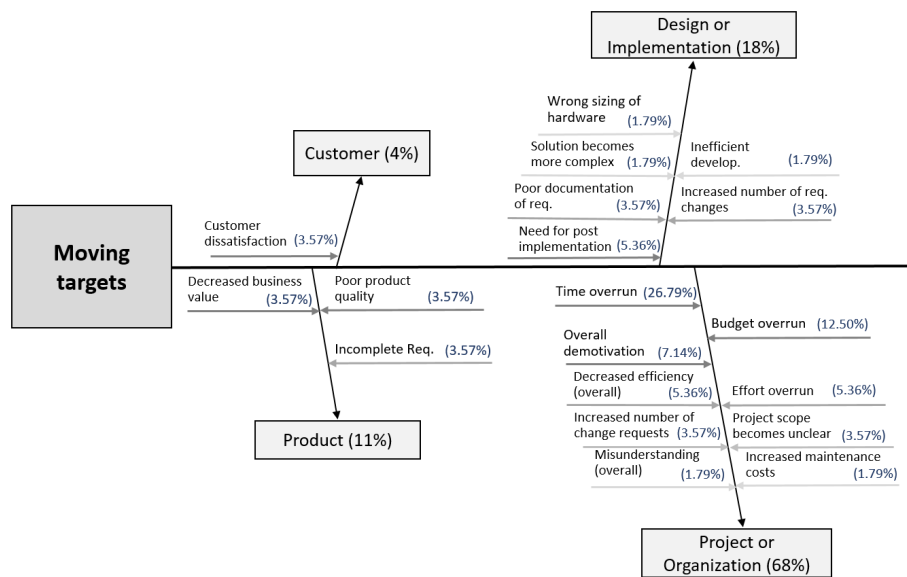 Design or
Implementation (18%)
Wrong sizing of
hardware (1.79%)
Customer (4%)
Solution becomes
more complex (1.79%)
Inefficient
develop. (1.79%)
Poor documentation
of req. (3.57%)
Increased number of req.
changes (3.57%)
Customer
dissatisfaction (3.57%)
Need for post
implementation (5.36%)
Moving
targets
Decreased business
value (3.57%)
Poor product
quality (3.57%)
Incomplete Req. (3.57%)
Product (11%)
Time overrun (26.79%)
Budget overrun (12.50%)
Overall
demotivation (7.14%)
Decreased efficiency
(overall) (5.36%)
Effort overrun (5.36%)
Increased number of
change requests (3.57%)
Project scope
becomes unclear (3.57%)
Misunderstanding
(overall) (1.79%)
Increased maintenance
costs (1.79%)
Project or
Organization (68%)